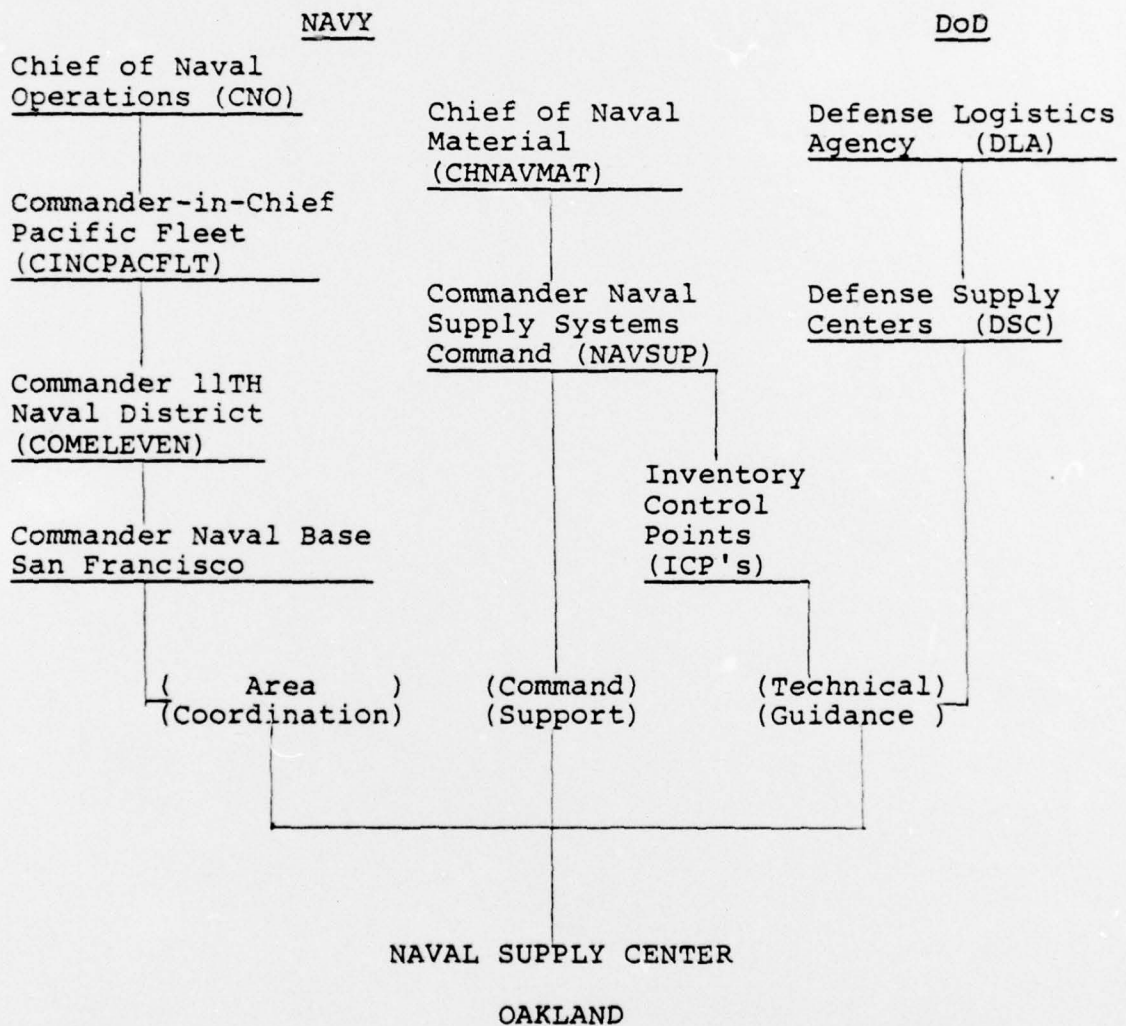 NAVY
Chief of Naval
Operations (CNO)
Commander-in-Chief
Pacific Fleet
(CINCPACFLT)
Commander 11TH
Naval District
(COMELEVEN)
Commander Naval Base
San Francisco
Chief of Naval
Material
(CHNAVMAT)
Commander Naval
Supply Systems
Command (NAVSUP)
Inventory
Control
Points
(ICP's)
DoD
Defense Logistics
Agency (DLA)
Defense Supply
Centers (DSC)
( Area )
(Coordination)
(Command)
(Support)
(Technical)
(Guidance )
NAVAL SUPPLY CENTER
OAKLAND